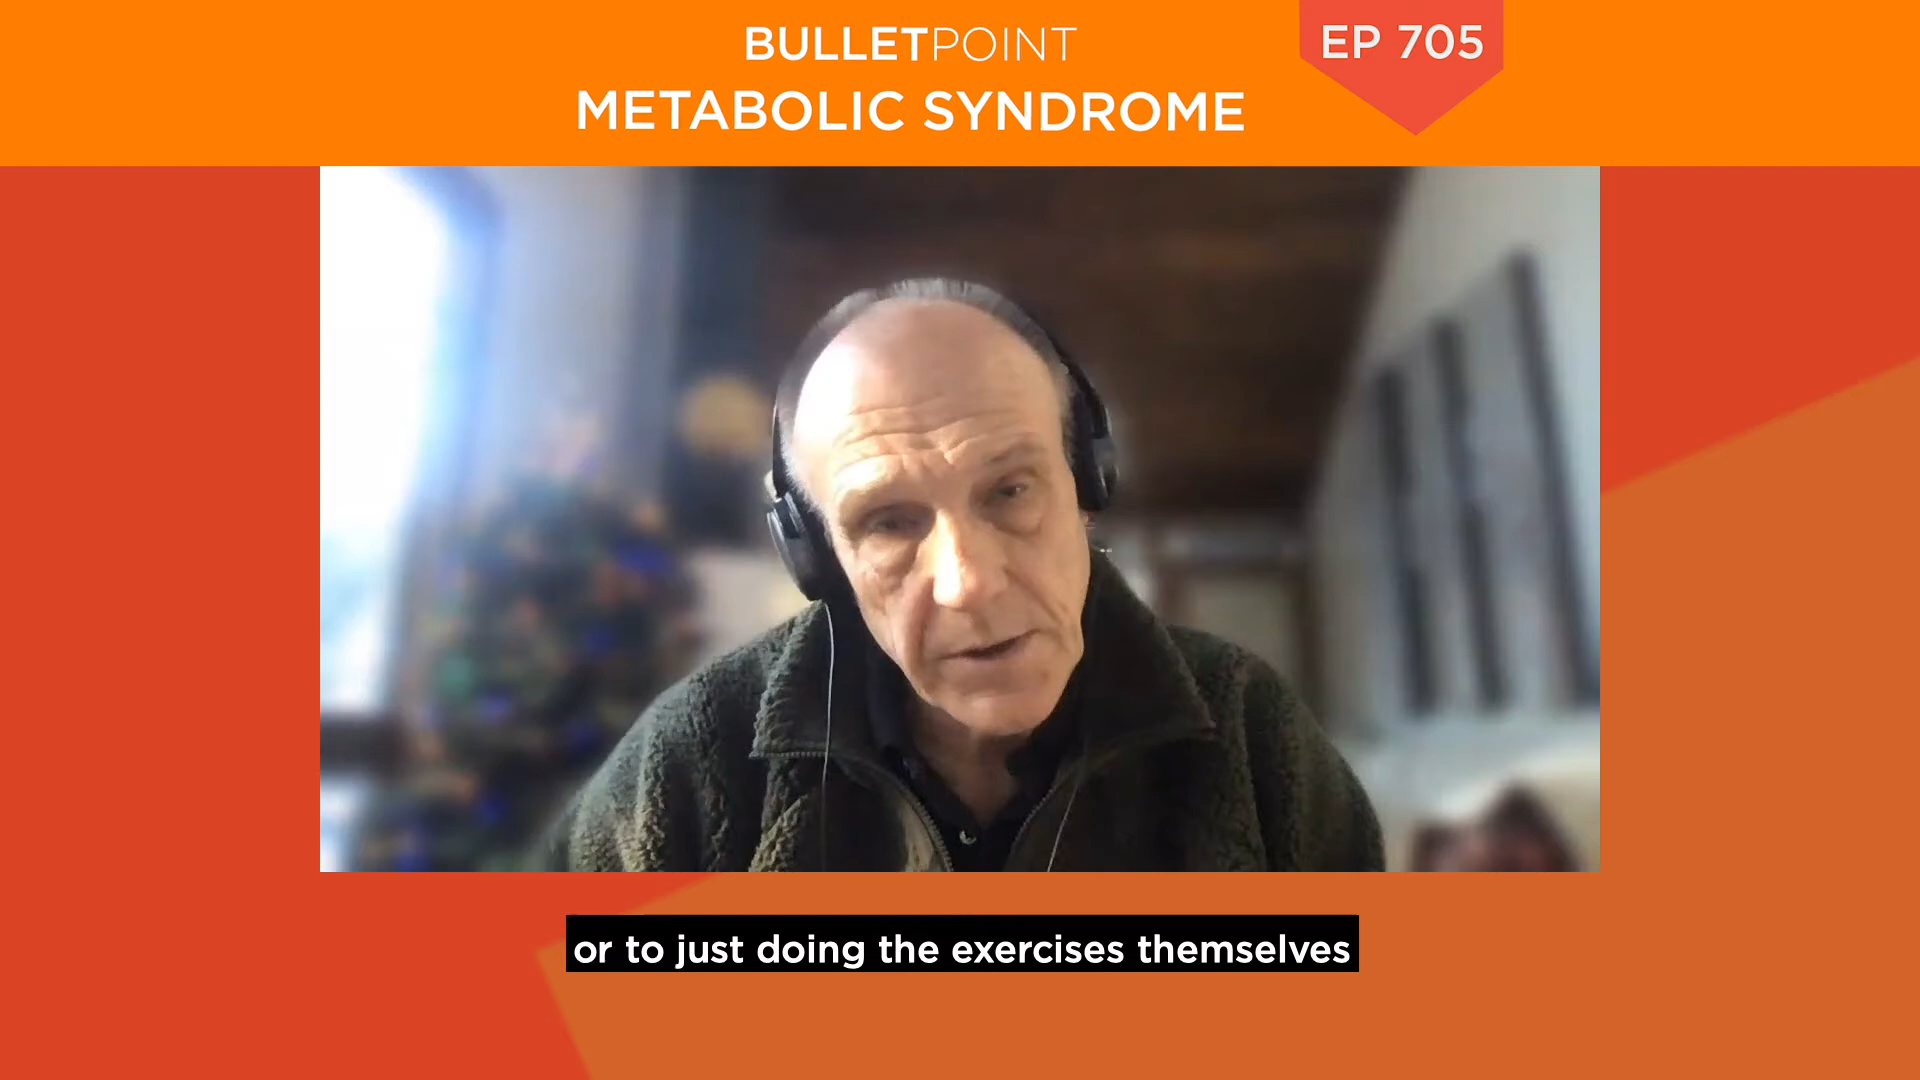 BULLETPOINT
METABOLIC SYNDROME
EP 705
or to just doing the exercises themselves